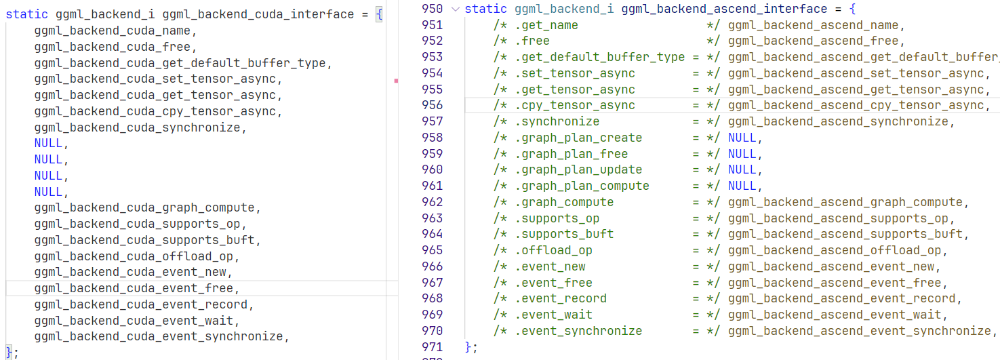 static ggml_backend_i ggml_backend_cuda_interface = {
ggml_backend_cuda_name,
ggml_backend_cuda_free,
ggml_backend_cuda_get_default_buffer_type,
ggml_backend_cuda_set_tensor_async,
ggml_backend_cuda_get_tensor_async,
ggml_backend_cuda_cpy_tensor_async,
ggml_backend_cuda_synchronize,
NULL,
NULL,
NULL,
NULL,
ggml_backend_cuda_graph_compute,
ggml_backend_cuda_supports_op,
ggml_backend_cuda_supports_buft,
ggml_backend_cuda_offload_op,
ggml_backend_cuda_event_new,
ggml_backend_cuda_event_free,
ggml_backend_cuda_event_record,
ggml_backend_cuda_event_wait,
ggml_backend_cuda_event_synchronize,
};
950 static ggml_backend_i ggml_backend_ascend_interface = {
951 /* .get_name */ ggml_backend_ascend_name,
952 /* .free */ ggml_backend_ascend_free,
953 /* .get_default_buffer_type = */ ggml_backend_ascend_get_default_buffer_
954 /* .set_tensor_async = */ ggml_backend_ascend_set_tensor_async,
955 /* .get_tensor_async = */ ggml_backend_ascend_get_tensor_async,
956 /* .cpy_tensor_async = */ ggml_backend_ascend_cpy_tensor_async,
957 /* .synchronize = */ ggml_backend_ascend_synchronize,
958 /* .graph_plan_create = */ NULL,
959 /* .graph_plan_free = */ NULL,
960 /* .graph_plan_update = */ NULL,
961 /* .graph_plan_compute = */ NULL,
962 /* .graph_compute = */ ggml_backend_ascend_graph_compute,
963 /* .supports_op = */ ggml_backend_ascend_supports_op,
964 /* .supports_buft = */ ggml_backend_ascend_supports_buft,
965 /* .offload_op = */ ggml_backend_ascend_offload_op,
966 /* .event_new = */ ggml_backend_ascend_event_new,
967 /* .event_free = */ ggml_backend_ascend_event_free,
968 /* .event_record = */ ggml_backend_ascend_event_record,
969 /* .event_wait = */ ggml_backend_ascend_event_wait,
970 /* .event_synchronize = */ ggml_backend_ascend_event_synchronize,
971 };